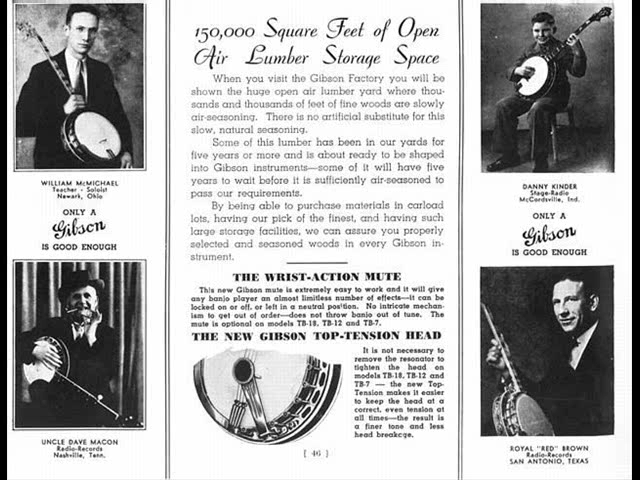 WILLIAM McMICHAEL
Teacher - Soloist
Newark, Ohio
ONLY A
Gibson
IS GOOD ENOUGH
UNCLE DAVE MACON
Radio-Records
Nashville, Tenn.
150,000 Square Feet of Open
Air Lumber Storage Space
When you visit the Gibson Factory you will be
shown the huge open air lumber yard where thou-
sands and thousands of feet of fine woods are slowly
air-seasoning. There is no artificial substitute for this
slow, natural seasoning.
Some of this lumber has been in our yards for
five years or more and is about ready to be shaped
into Gibson instruments—some of it will have five
years to wait before it is sufficiently air-seasoned to
pass our requirements.
By being able to purchase materials in carload
lots, having our pick of the finest, and having such
large storage facilities, we can assure you properly
selected and seasoned woods in every Gibson in-
strument.
THE WRIST-ACTION MUTE
This new Gibson mute is extremely easy to work and it will give
any banjo player an almost limitless number of effects—it can be
locked on or off, or left in a neutral position. No intricate mechan-
ism to get out of order—does not throw banjo out of tune. The
mute is optional on models TB-18, TB-12 and TB-7.
THE NEW GIBSON TOP-TENSION HEAD
It is not necessary to
remove the resonator to
tighten the head on
models TB-18, TB-12 and
TB-7 — the new Top-
Tension makes it easier
to keep the head at a
correct, even tension at
all times—the result is
a finer tone and less
head breakage.
[ 46 ]
DANNY KINDER
Stage-Radio
McCordsville, Ind.
ONLY A
Gibson
IS GOOD ENOUGH
ROYAL "RED" BROWN
Radio-Records
SAN ANTONIO, TEXAS